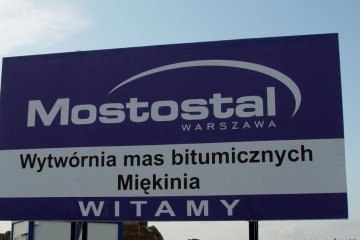 Mostostal
WARSZAWA
Wytwórnia mas bitumicznych
Miękinia
WITAMY